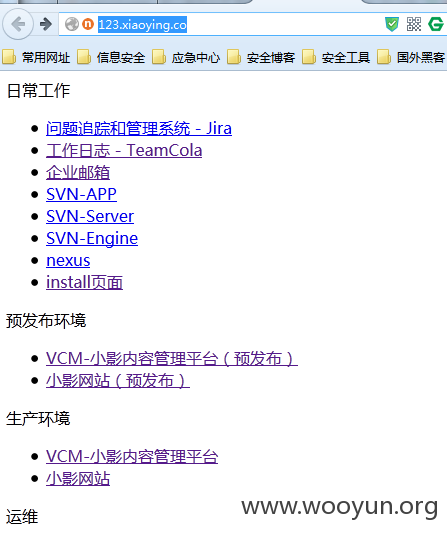 123.xiaoying.co
常用网址 信息安全 应急中心 安全博客 安全工具 国外黑客
日常工作
问题追踪和管理系统 - Jira
工作日志 - TeamCola
企业邮箱
SVN-APP
SVN-Server
SVN-Engine
nexus
install页面
预发布环境
VCM-小影内容管理平台（预发布）
小影网站（预发布）
生产环境
VCM-小影内容管理平台
小影网站
运维
www.wooyun.org